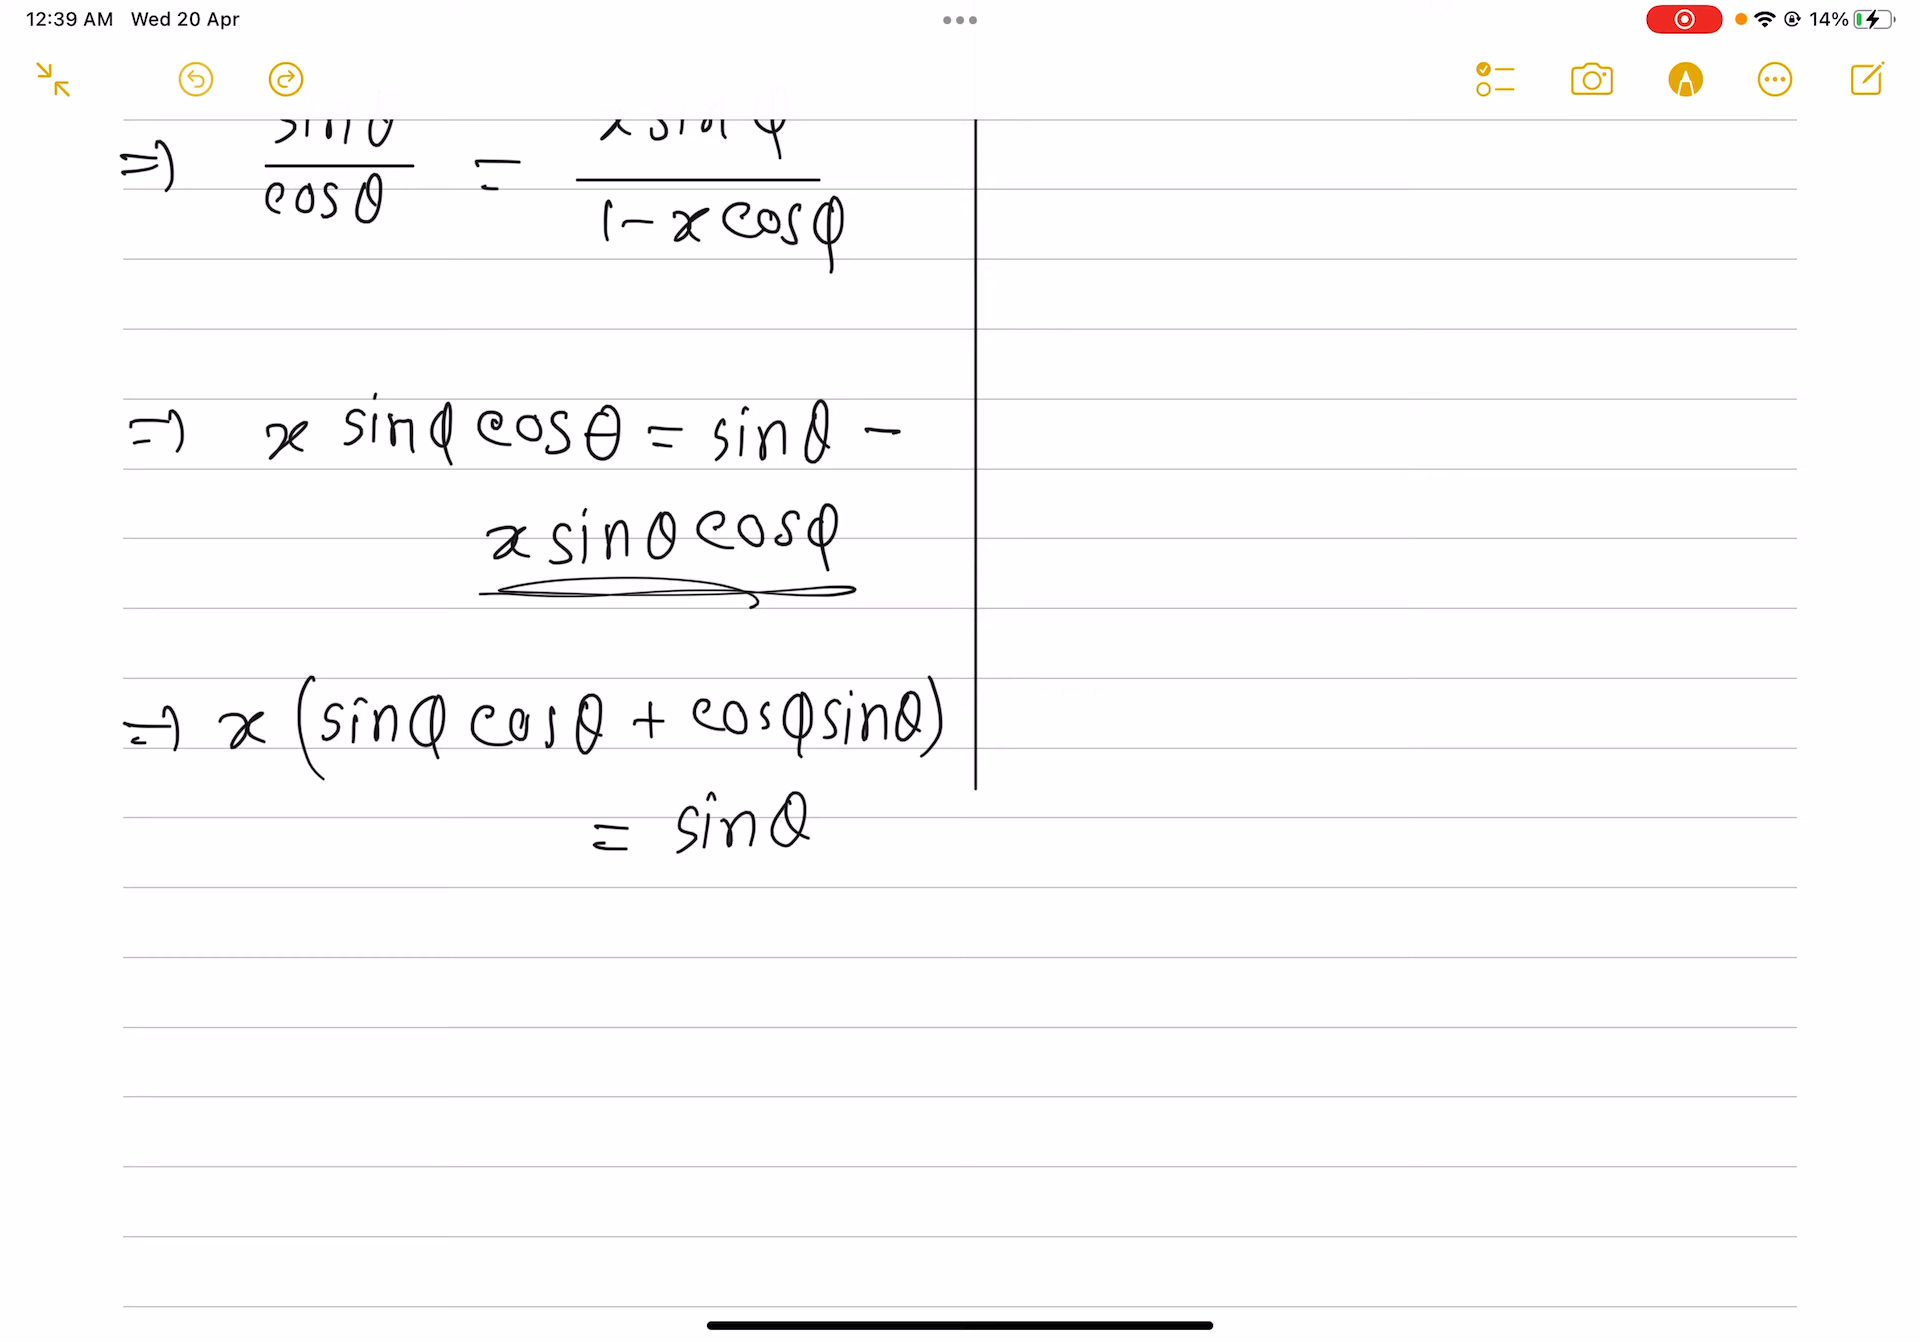 12:39 AM Wed 20 Apr
14%
⇒ sinθ/cosθ = x sinφ/1-x cosφ
⇒ x sinφ cosθ = sinθ -
x sinθ cosφ
⇒ x (sinφ cosθ + cosφ sinθ)
= sinθ